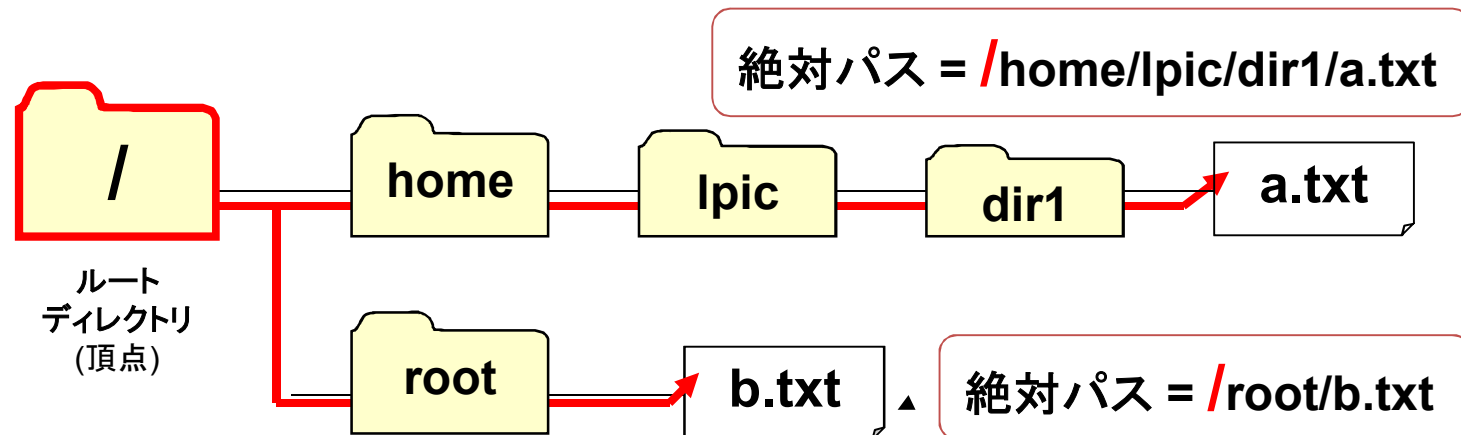 絶対パス = /home/lpic/dir1/a.txt
/
home
lpic
dir1
a.txt
ルート
ディレクトリ
(頂点)
root
b.txt
絶対パス = /root/b.txt